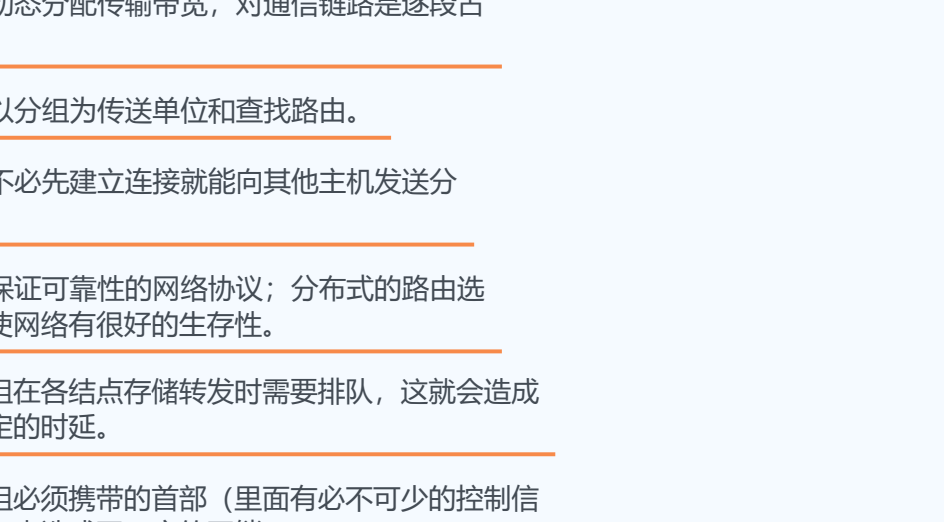 动态分配传输带宽，对通信链路是逐段占
以分组为传送单位和查找路由。
不必先建立连接就能向其他主机发送分
保证可靠性的网络协议；分布式的路由选
使网络有很好的生存性。
组在各结点存储转发时需要排队，这就会造成
定的时延。
组必须携带的首部（里面有必不可少的控制信